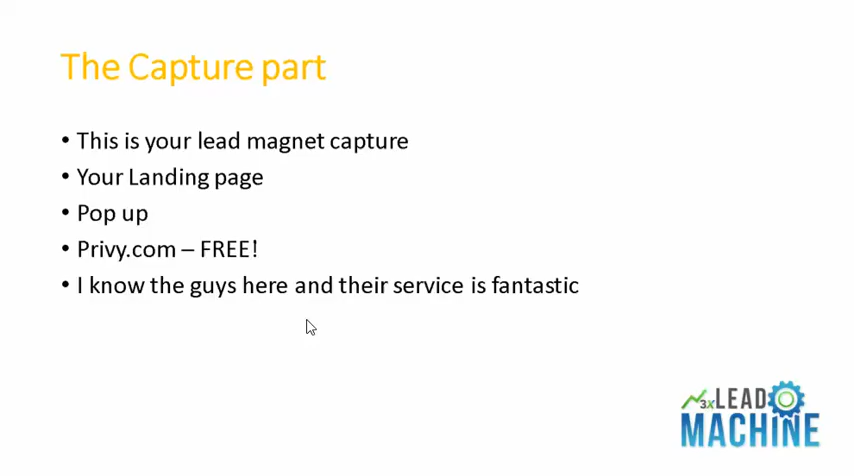 The Capture part
• This is your lead magnet capture
• Your Landing page
• Pop up
• Privy.com – FREE!
• I know the guys here and their service is fantastic
3x LEAD
MACHINE